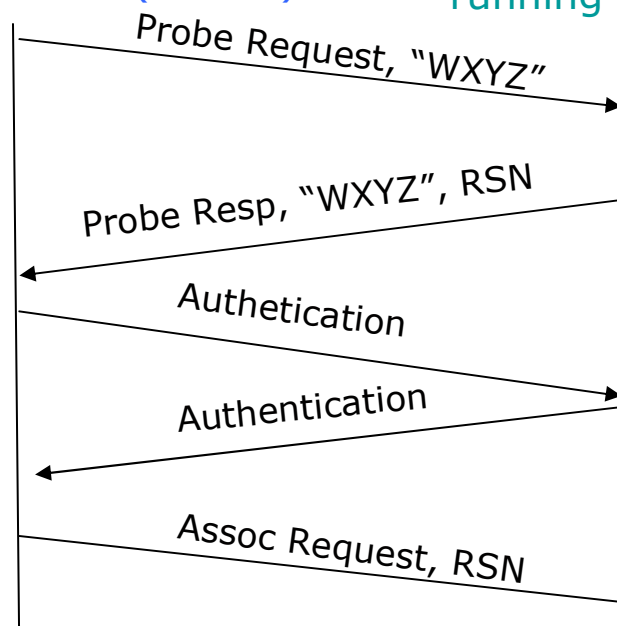 running
Probe Request, “WXYZ”
Probe Resp, “WXYZ”, RSN
Authetication
Authentication
Assoc Request, RSN